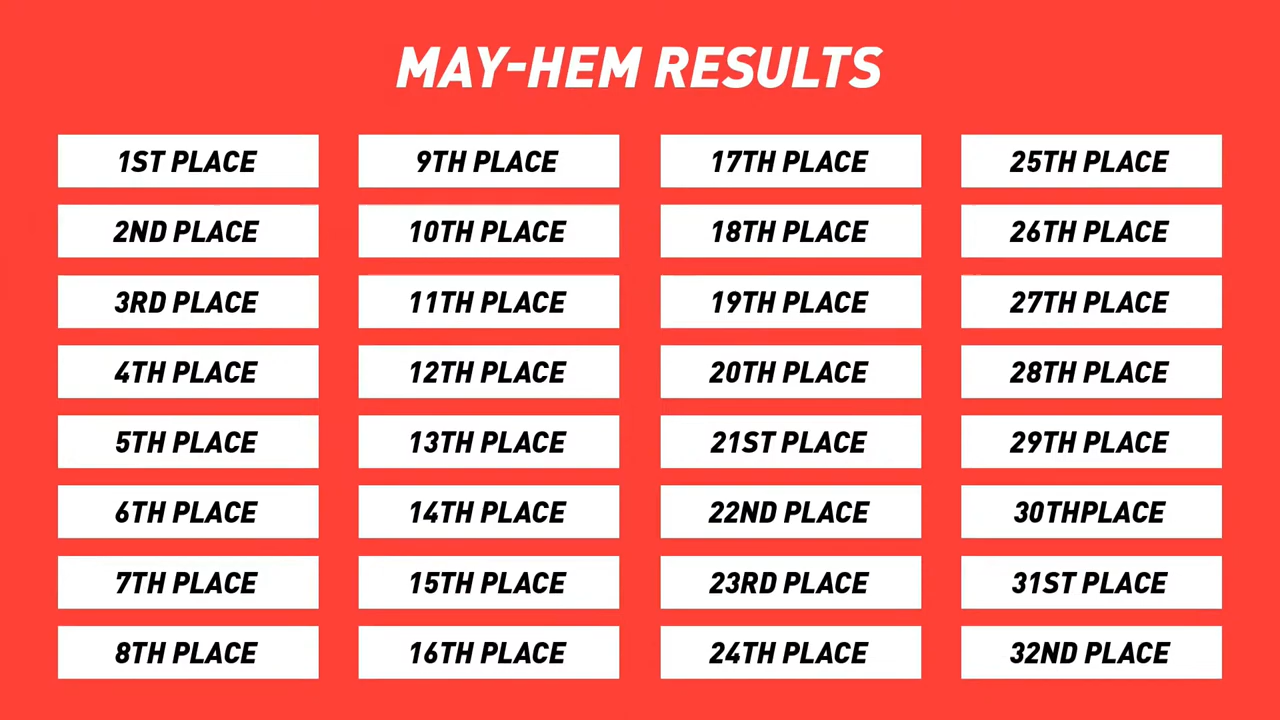 MAY-HEM RESULTS
1ST PLACE
2ND PLACE
3RD PLACE
4TH PLACE
5TH PLACE
6TH PLACE
7TH PLACE
8TH PLACE
9TH PLACE
10TH PLACE
11TH PLACE
12TH PLACE
13TH PLACE
14TH PLACE
15TH PLACE
16TH PLACE
17TH PLACE
18TH PLACE
19TH PLACE
20TH PLACE
21ST PLACE
22ND PLACE
23RD PLACE
24TH PLACE
25TH PLACE
26TH PLACE
27TH PLACE
28TH PLACE
29TH PLACE
30THPLACE
31ST PLACE
32ND PLACE